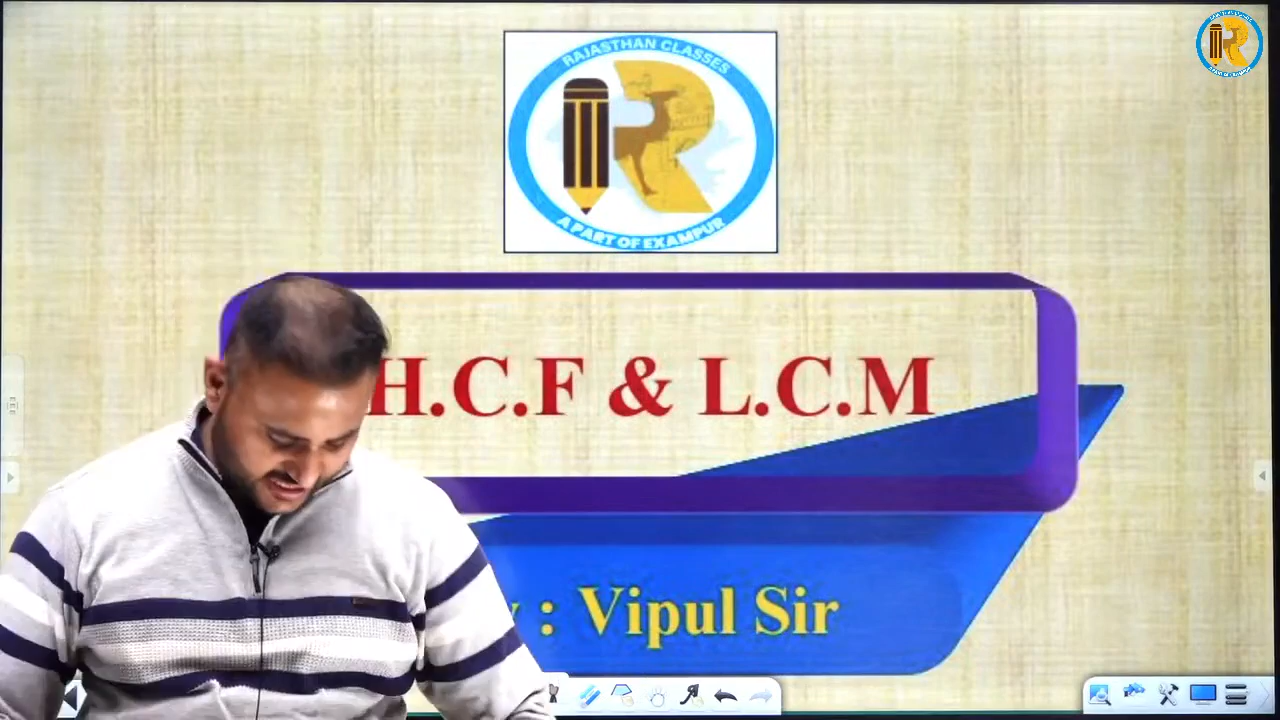 RAJASTHAN CLASSES
R
A PART OF EXAMPUR
H.C.F & L.C.M
: Vipul Sir